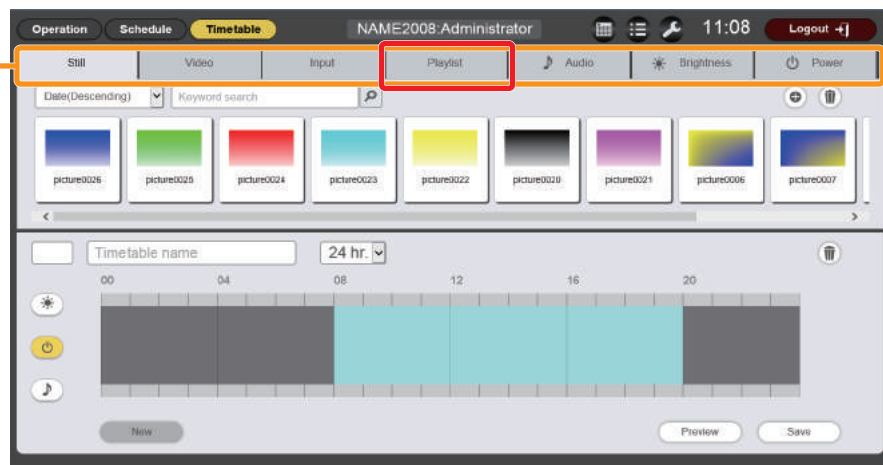 Operation Schedule Timetable NAME2008:Administrator 11:08 Logout
Still Video Input Playlist Audio Brightness Power
Date(Descending) Keyword search
picture0026 picture0025 picture0024 picture0023 picture0022 picture0020 picture0021 picture0006 picture0007
Timetable name 24 hr.
00 04 08 12 16 20
New Preview Save